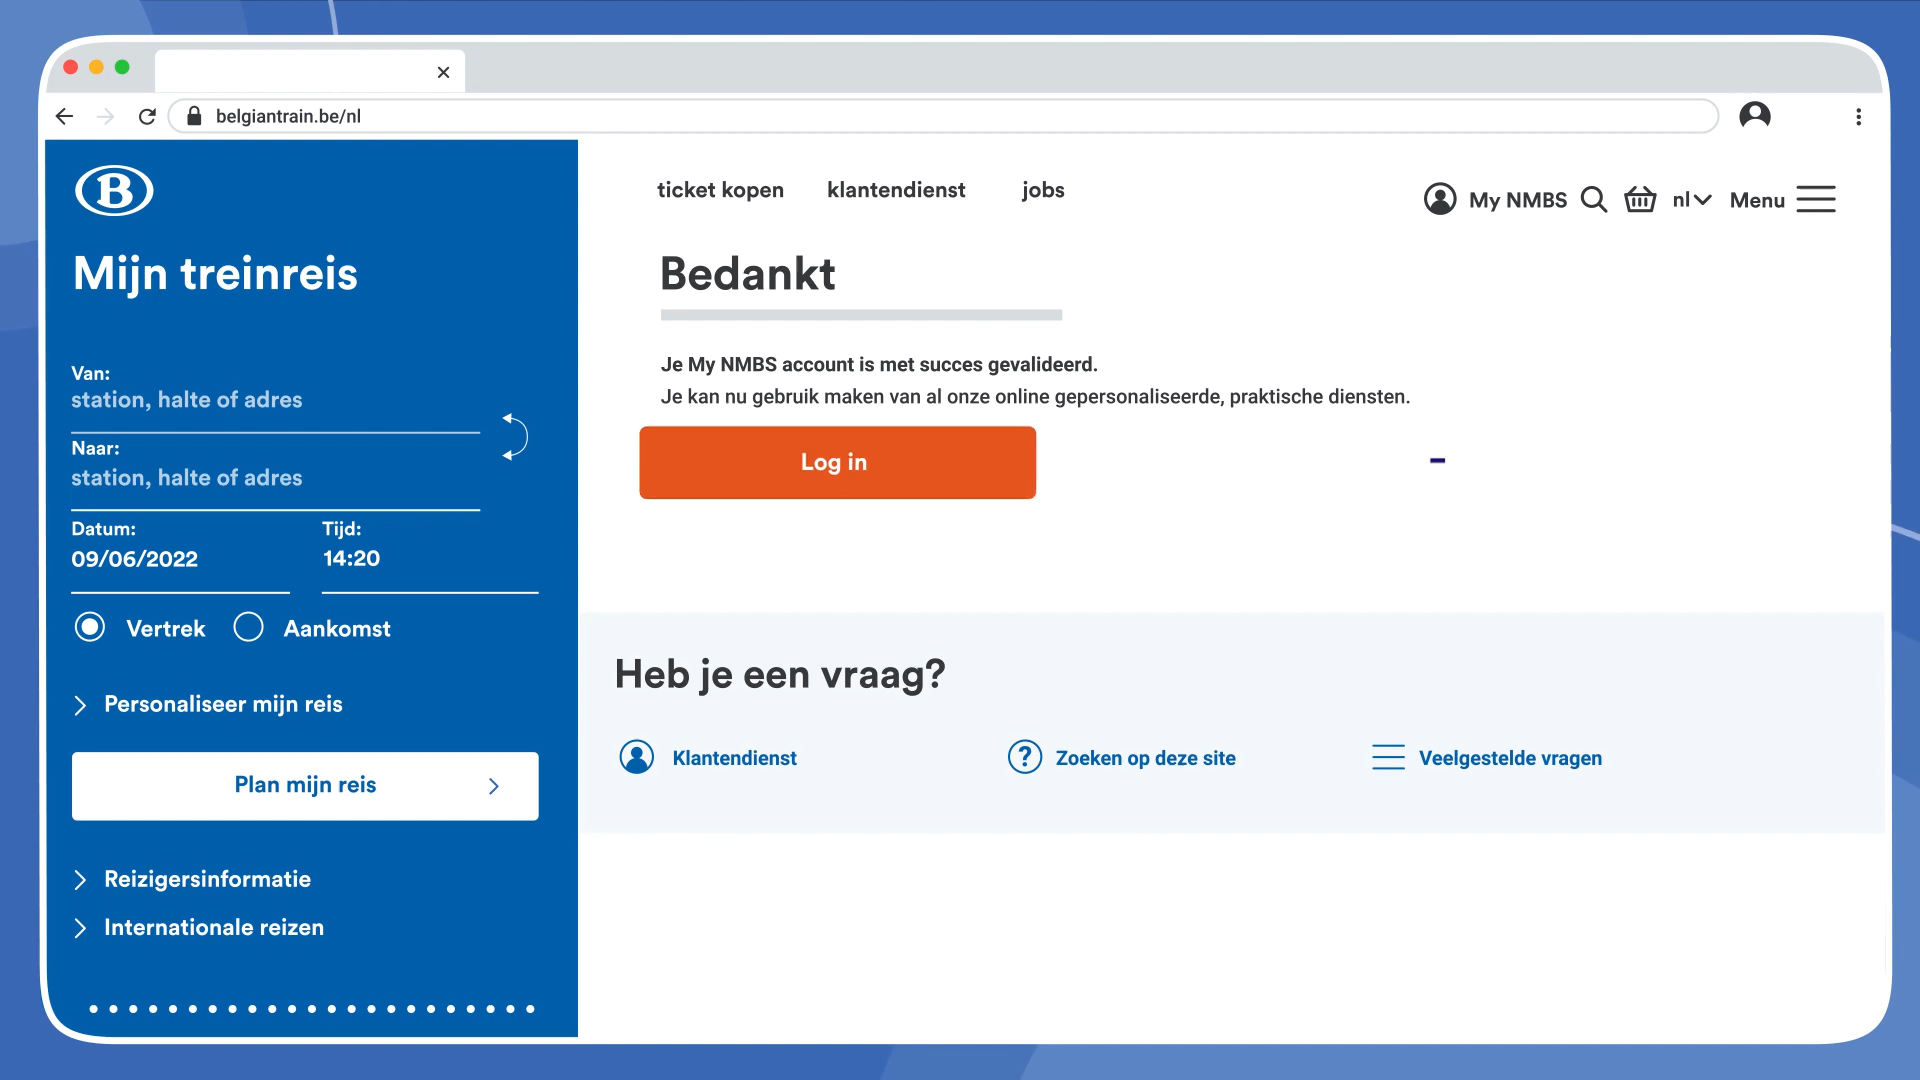 belgiantrain.be/nl
B
Mijn treinreis
Van:
station, halte of adres
Naar:
station, halte of adres
Datum: Tijd:
09/06/2022 14:20
Vertrek Aankomst
Personaliseer mijn reis
Plan mijn reis
Reizigersinformatie
Internationale reizen
ticket kopen klantendienst jobs
My NMBS nl Menu
Bedankt
Je My NMBS account is met succes gevalideerd.
Je kan nu gebruik maken van al onze online gepersonaliseerde, praktische diensten.
Log in
Heb je een vraag?
Klantendienst ? Zoeken op deze site Veelgestelde vragen